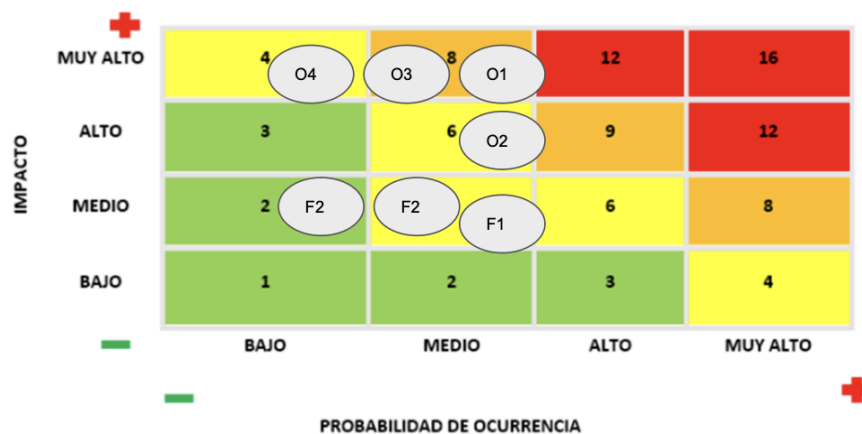 MUY ALTO 4 8 12 16
O4 O3 O1
ALTO 3 6 9 12
O2
IMPACTO
MEDIO 2 6 8
F2 F2 F1
BAJO 1 2 3 4
BAJO MEDIO ALTO MUY ALTO
PROBABILIDAD DE OCURRENCIA